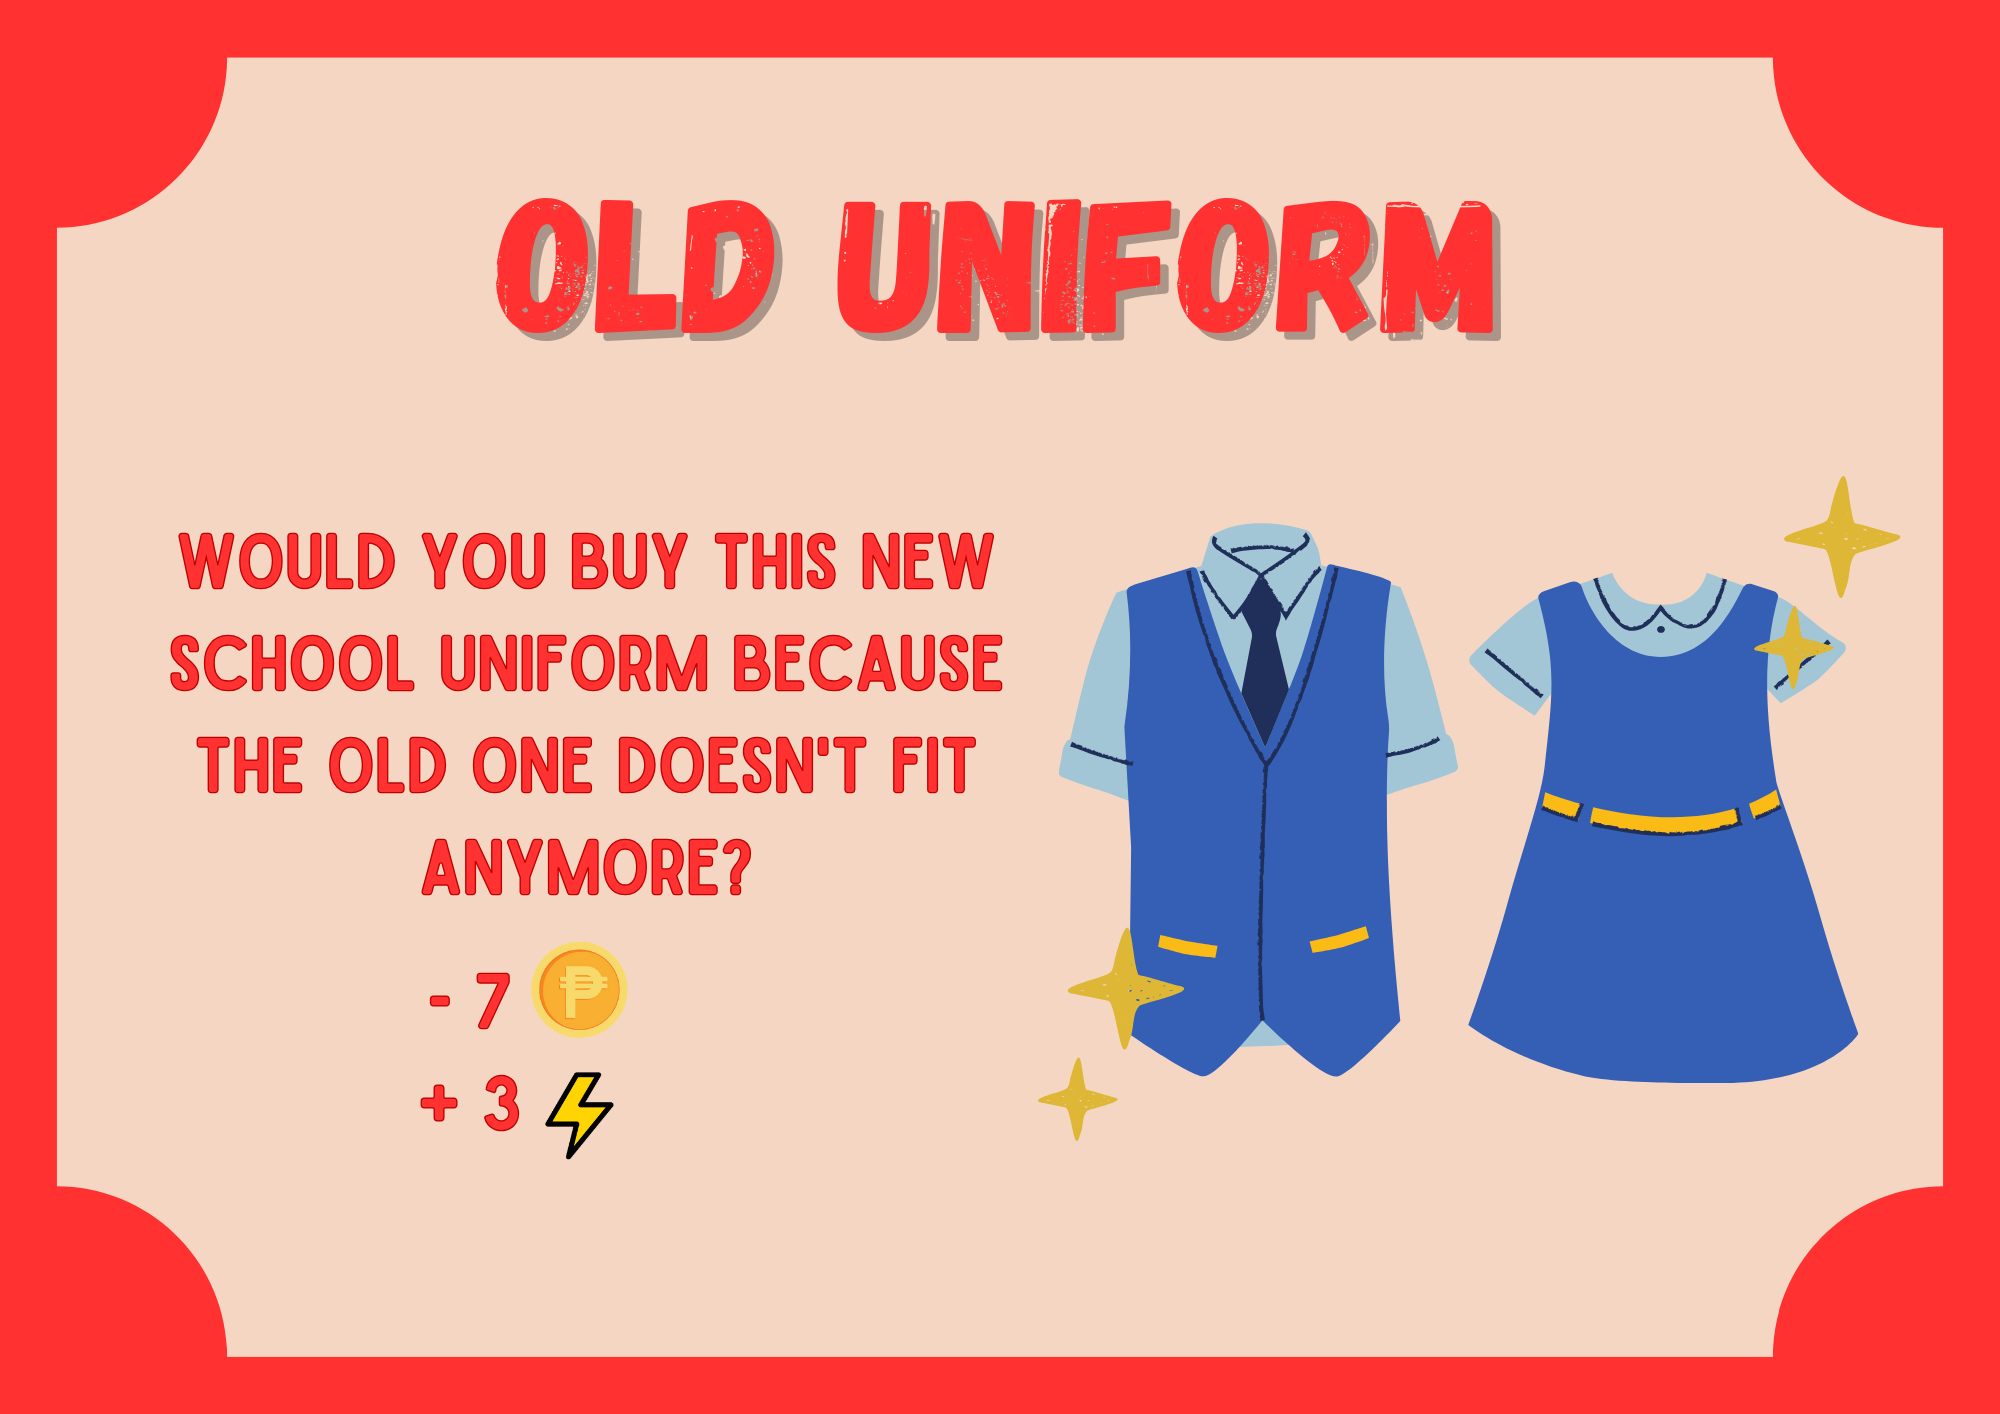 OLD UNIFORM
WOULD YOU BUY THIS NEW
SCHOOL UNIFORM BECAUSE
THE OLD ONE DOESN'T FIT
ANYMORE?
- 7 ₱
+ 3